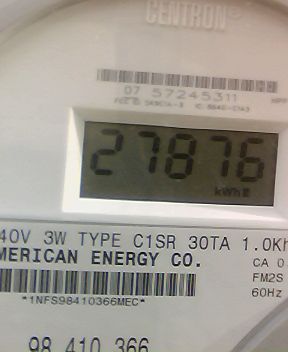 CENTRON®
07 57245311
27876
kWh
40V 3W TYPE C1SR 30TA 1.0Kh
MERICAN ENERGY CO.
CA 0
FM2S
60Hz
*1NFS98410366MEC*
98 410 366